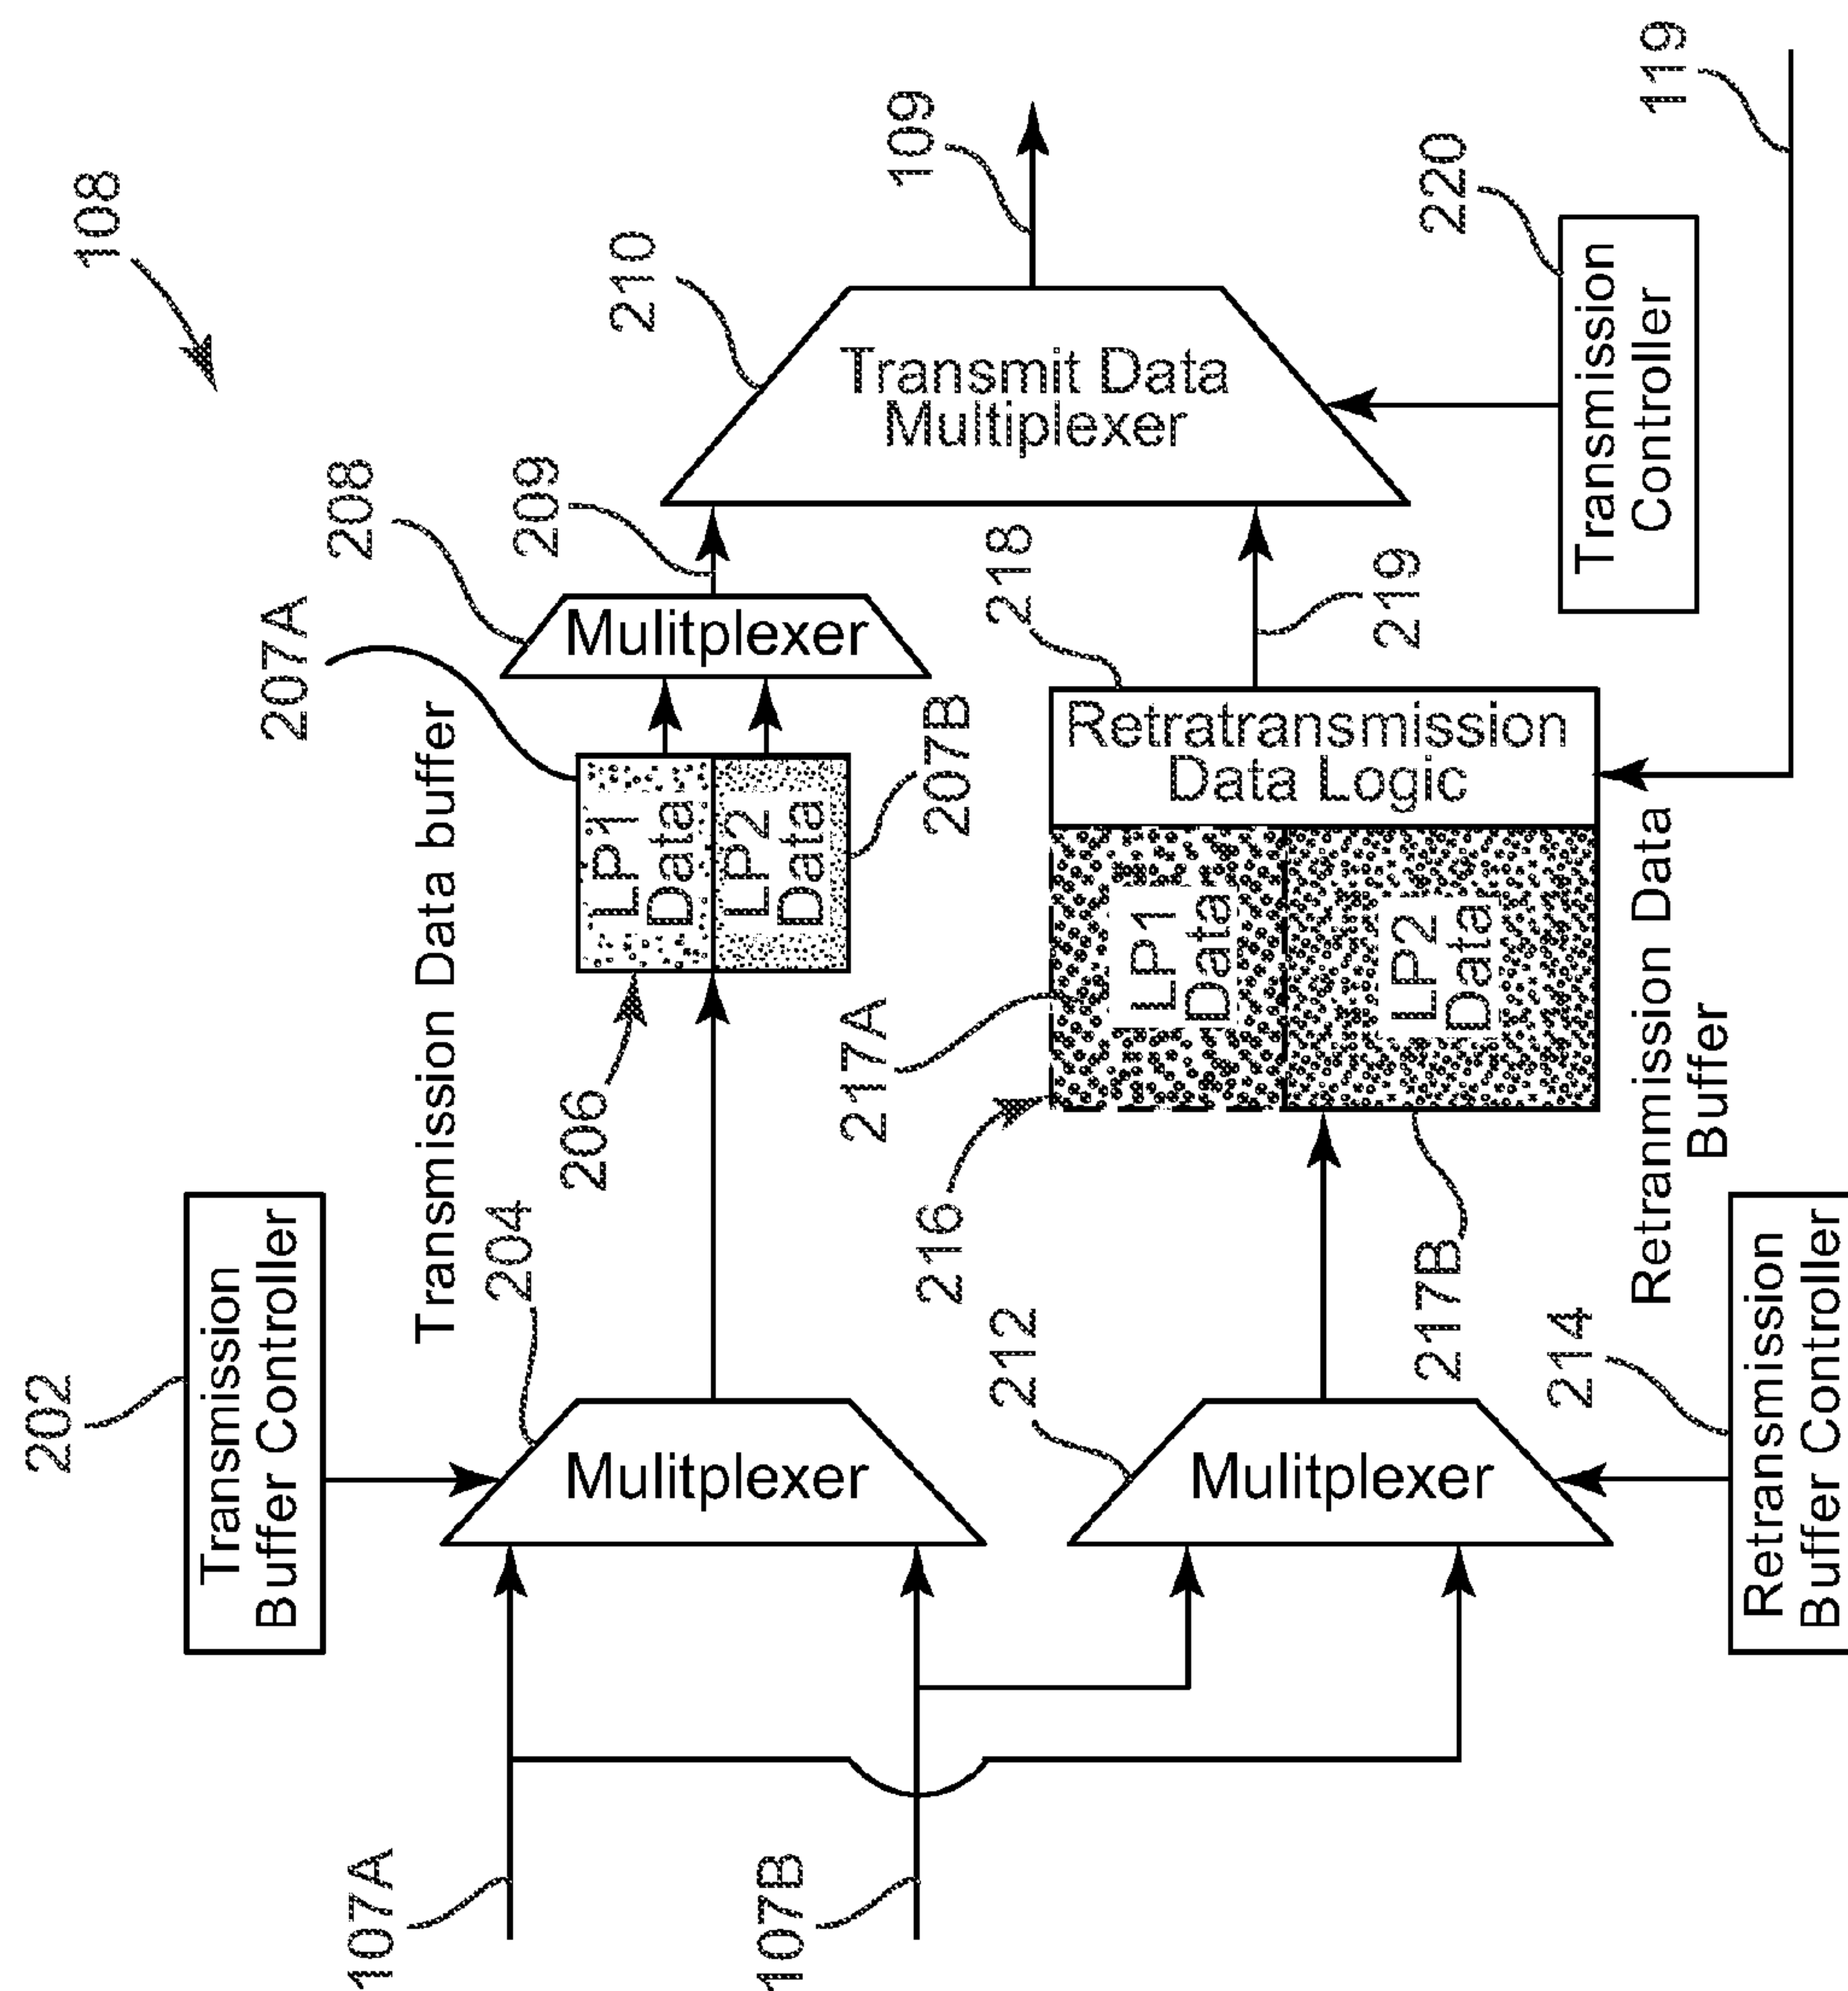 108
202
Transmission
Buffer Controller
Transmission Data buffer
207A
208
209
210
109
204
206
LP1
Data
LP2
Data
207B
Mulitplexer
Mulitplexer
Transmit Data
Multiplexer
107A
107B
212
216
217A
218
219
220
119
Mulitplexer
LP1
Data
LP2
Data
Retratransmission
Data Logic
Transmission
Controller
217B
214
Retranmission Data
Buffer
Retranmission
Buffer Controller